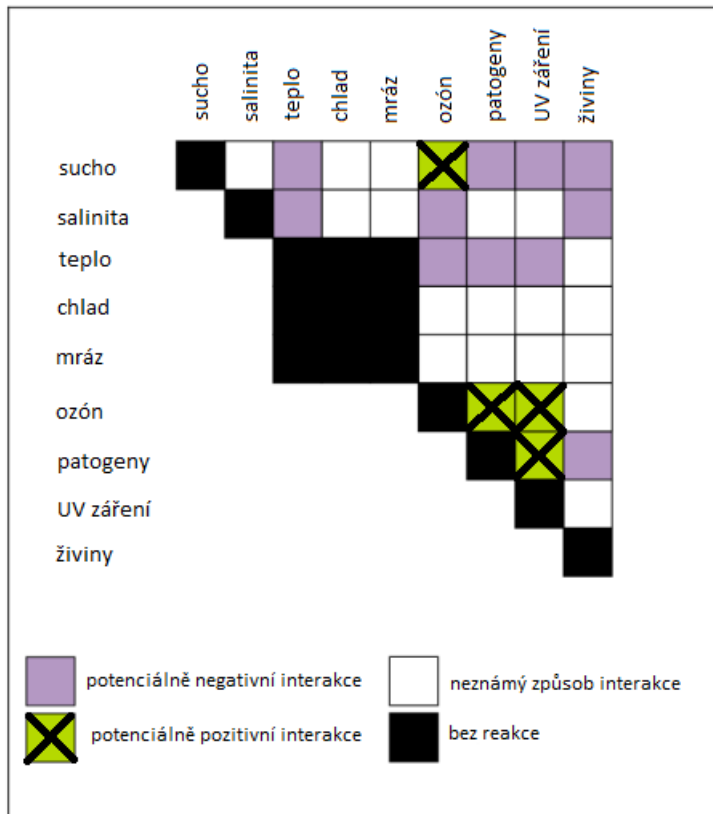 sucho
salinita
teplo
chlad
mráz
ozón
patogeny
UV záření
živiny
sucho
salinita
teplo
chlad
mráz
ozón
patogeny
UV záření
živiny
potenciálně negativní interakce
neznámý způsob interakce
potenciálně pozitivní interakce
bez reakce